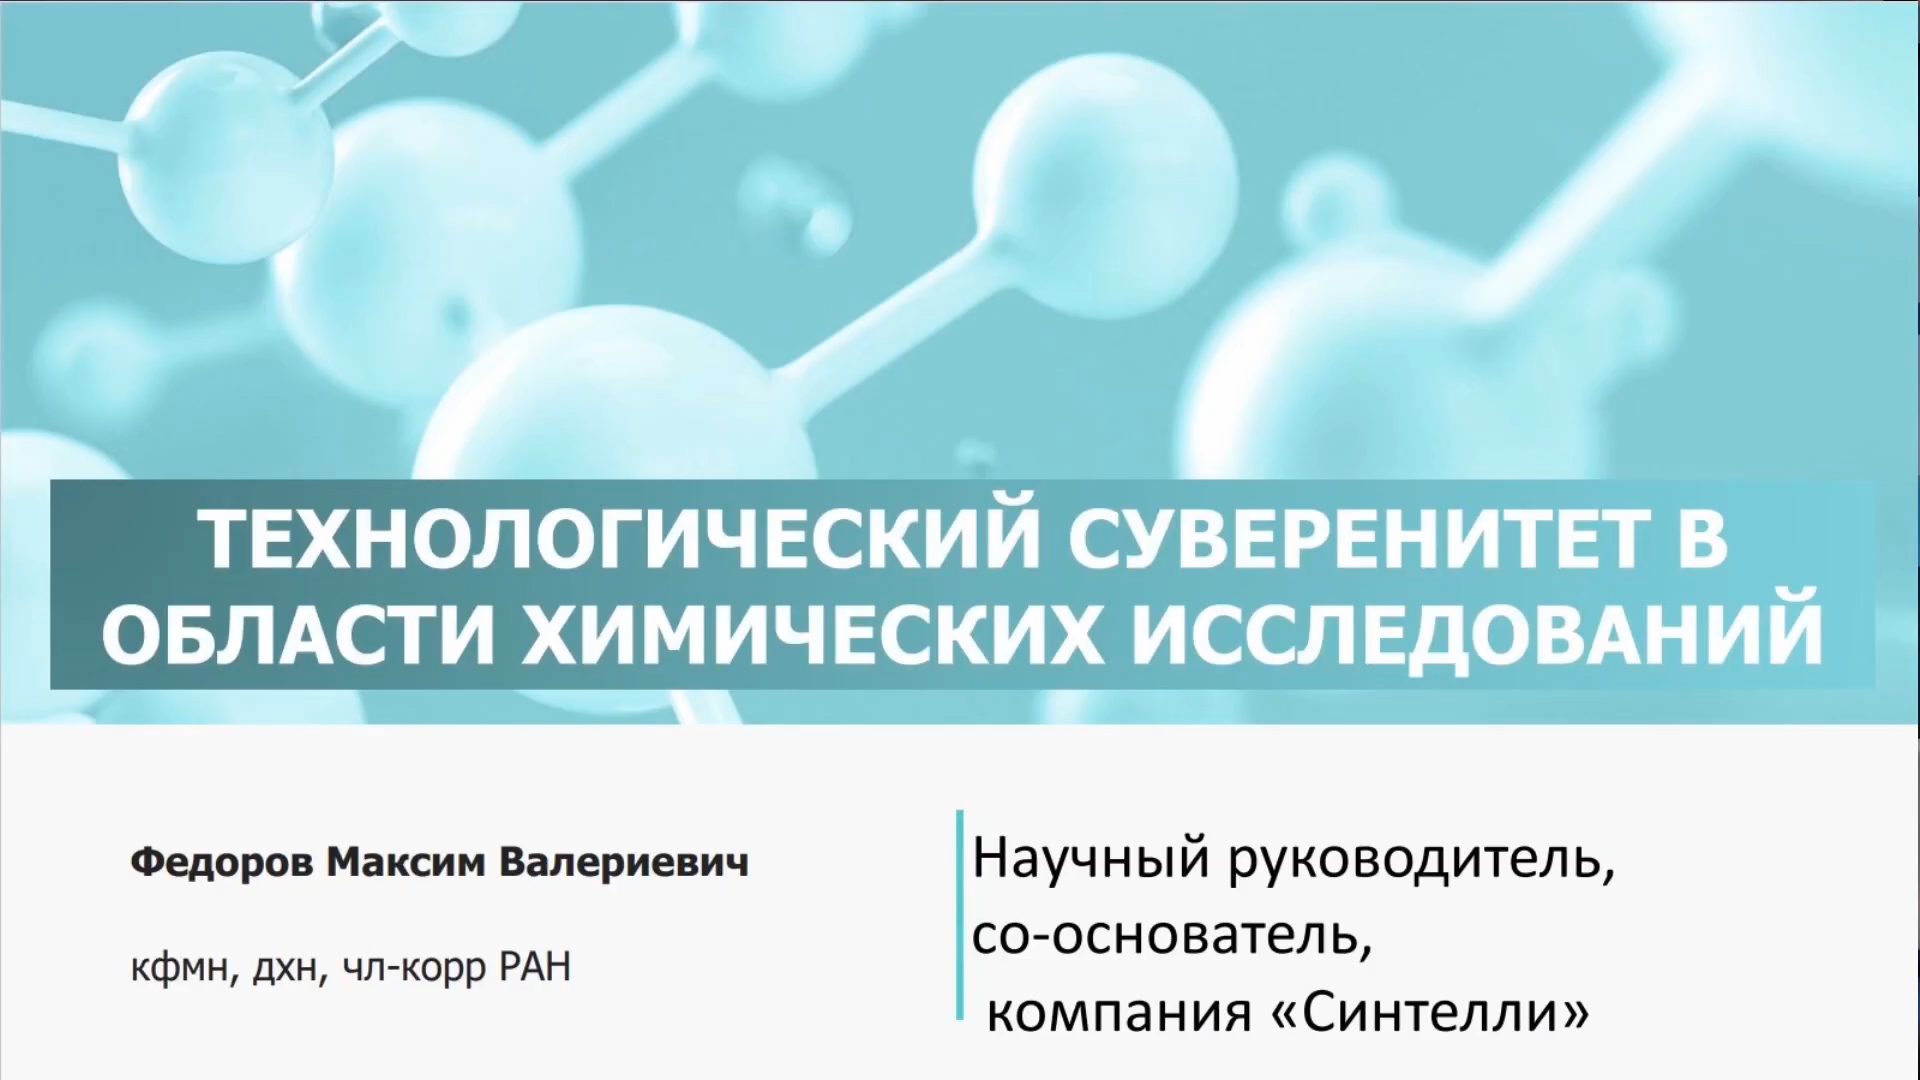 ТЕХНОЛОГИЧЕСКИЙ СУВЕРЕНИТЕТ В
ОБЛАСТИ ХИМИЧЕСКИХ ИССЛЕДОВАНИЙ
Федоров Максим Валериевич
кфмн, дхн, чл-корр РАН
Научный руководитель,
со-основатель,
компания «Синтелли»